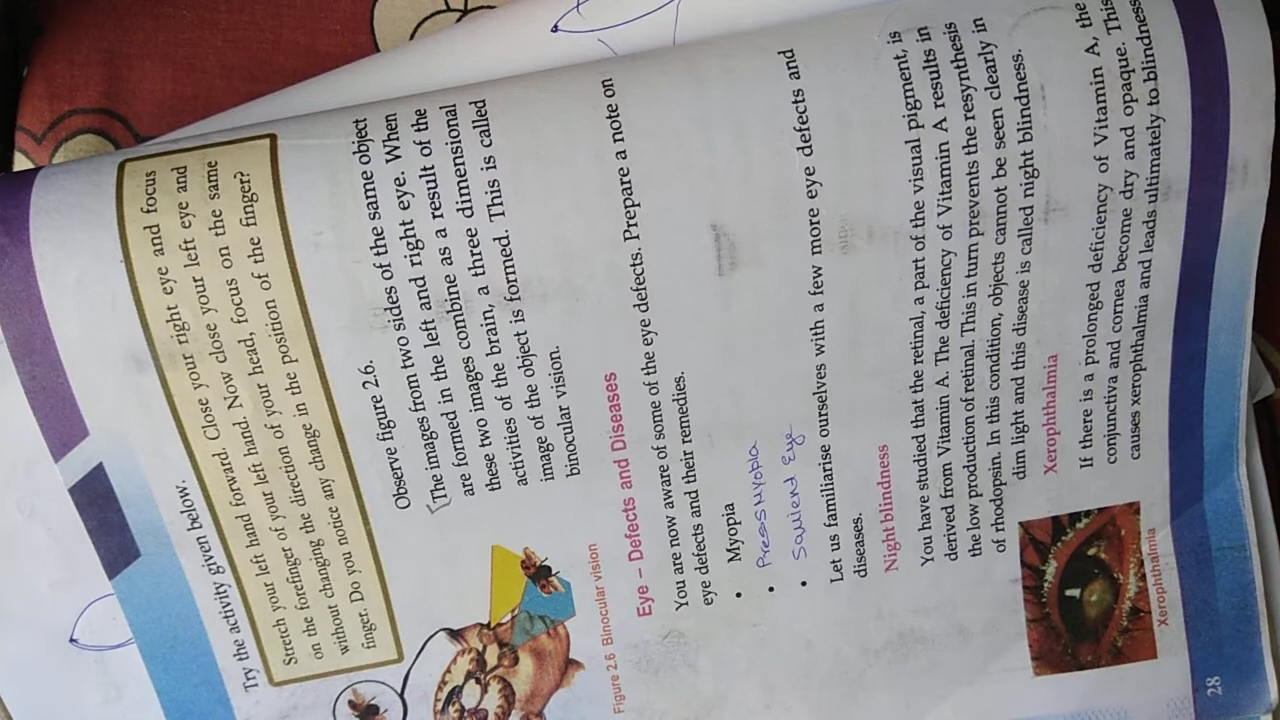 Try the activity given below.
Stretch your left hand forward. Close your right eye and focus
on the forefinger of your left hand. Now close your left eye and
without changing the direction of your head, focus on the same
finger. Do you notice any change in the position of the finger?
Observe figure 2.6.
(The images from two sides of the same object
are formed in the left and right eye. When
these two images combine as a result of the
activities of the brain, a three dimensional
image of the object is formed. This is called
binocular vision.
Figure 2.6 Binocular vision
Eye – Defects and Diseases
You are now aware of some of the eye defects. Prepare a note on
eye defects and their remedies.
• Myopia
• Pressmyopia
• Squiend Eye
Let us familiarise ourselves with a few more eye defects and
diseases.
Night blindness
You have studied that the retinal, a part of the visual pigment, is
derived from Vitamin A. The deficiency of Vitamin A results in
the low production of retinal. This in turn prevents the resynthesis
of rhodopsin. In this condition, objects cannot be seen clearly in
dim light and this disease is called night blindness.
Xerophthalmia
If there is a prolonged deficiency of Vitamin A, the
conjunctiva and cornea become dry and opaque. This
causes xerophthalmia and leads ultimately to blindness
Xerophthalmia
28